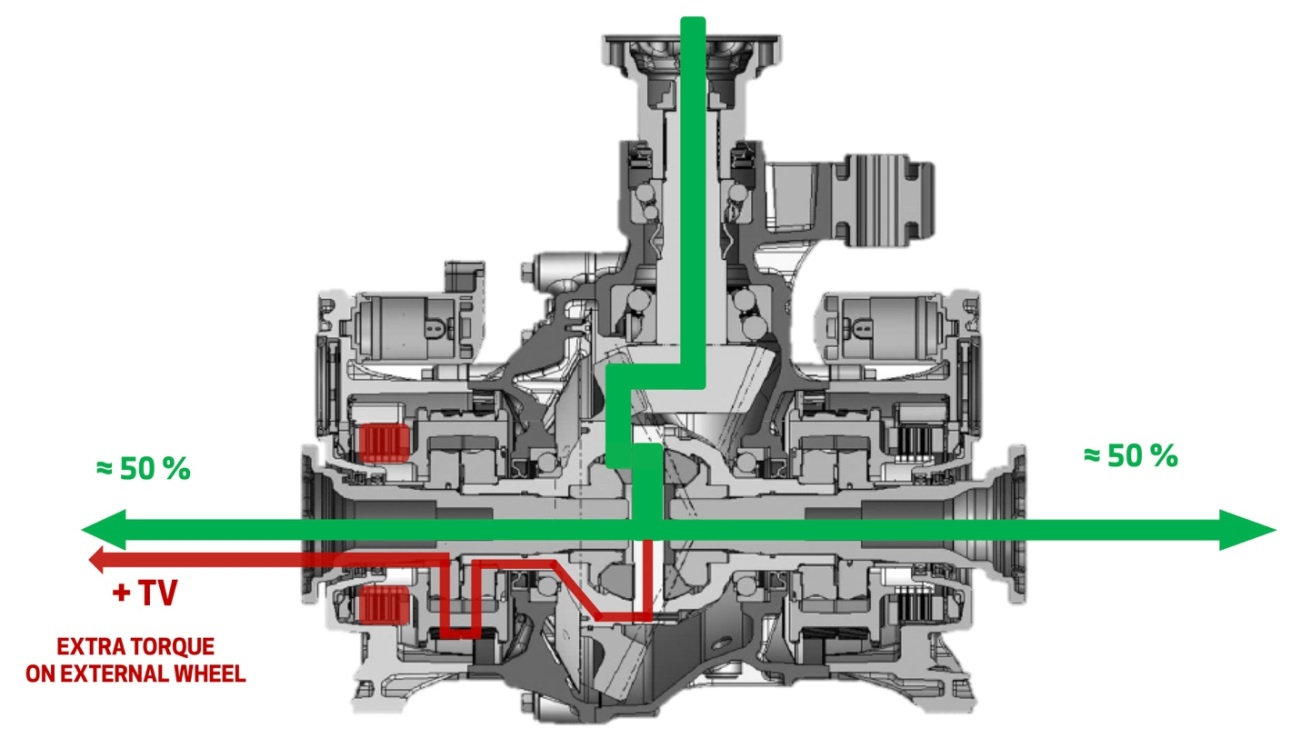 ≈ 50 %
≈ 50 %
+ TV
EXTRA TORQUE
ON EXTERNAL WHEEL